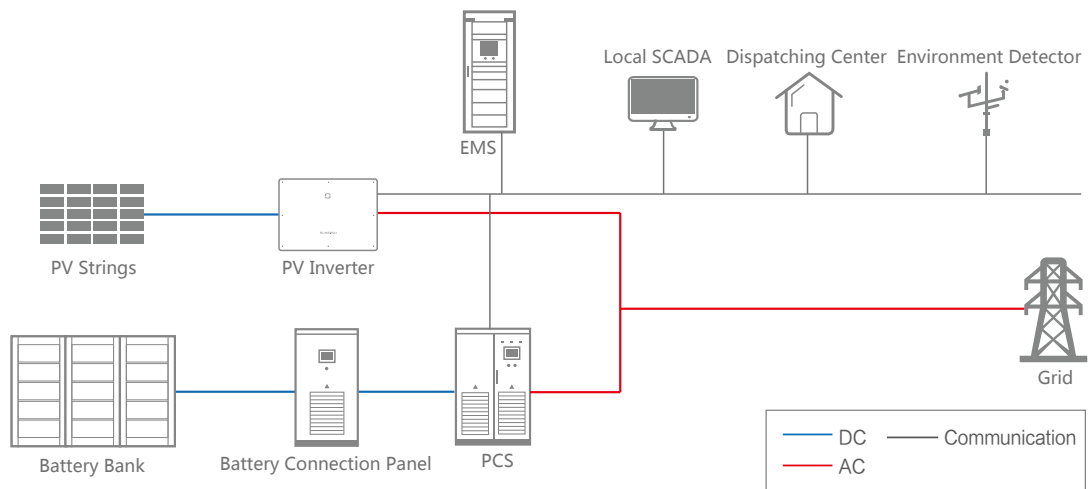 Local SCADA
Dispatching Center
Environment Detector
EMS
PV Strings
PV Inverter
Grid
Battery Bank
Battery Connection Panel
PCS
DC
Communication
AC